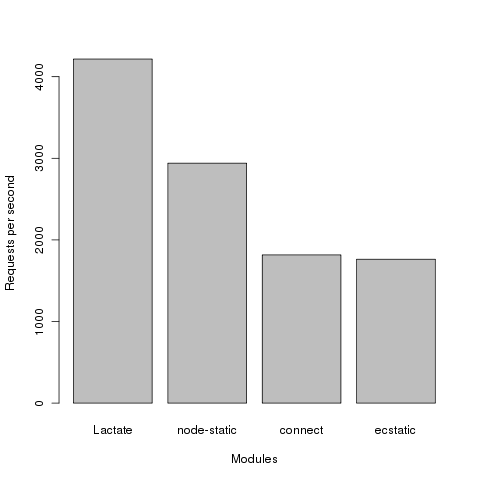 Requests per second
4000
3000
2000
1000
0
Lactate node-static connect ecstatic
Modules